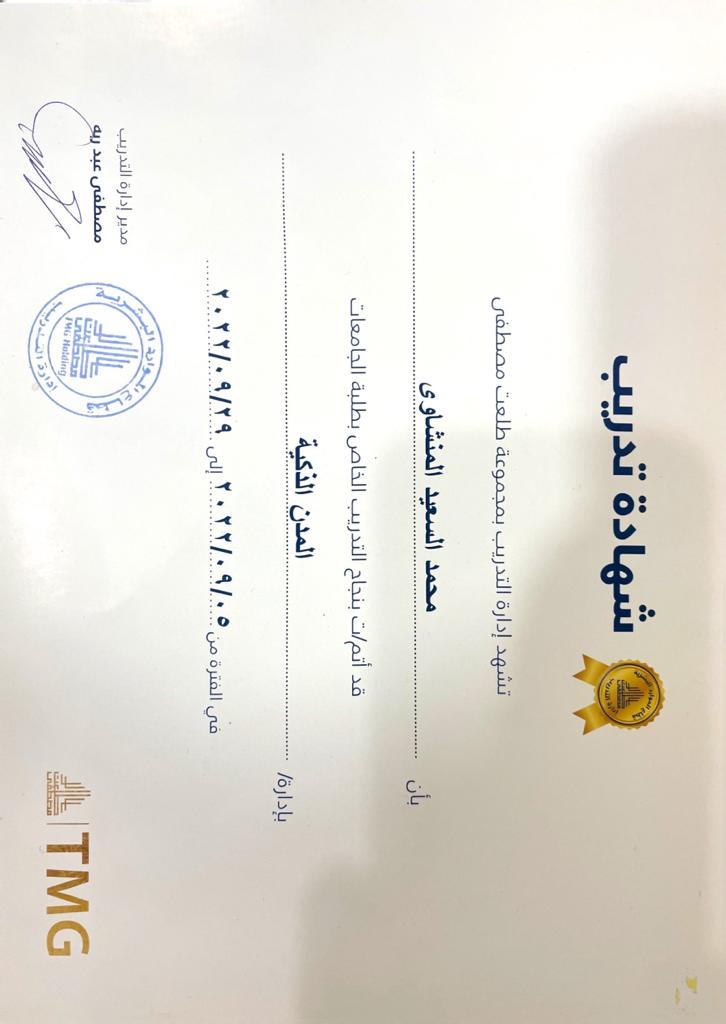 شهادة تدريب
قطاع الموارد البشرية
طلعت مصطفى
إدارة التدريب
تشهد إدارة التدريب بمجموعة طلعت مصطفى
بأن محمد السعيد المنشاوى
قد أتم/ت بنجاح التدريب الخاص بطلبة الجامعات
بإدارة/ المدن الذكية
في الفترة من ٢٠٢٢/٠٩/٠٥ إلى ٢٠٢٢/٠٩/٢٩
قطاع الموارد البشرية
طلعت مصطفى
TMG Holding
إدارة التدريب
مدير إدارة التدريب
مصطفى عبد ربه
طلعت مصطفى
TMG